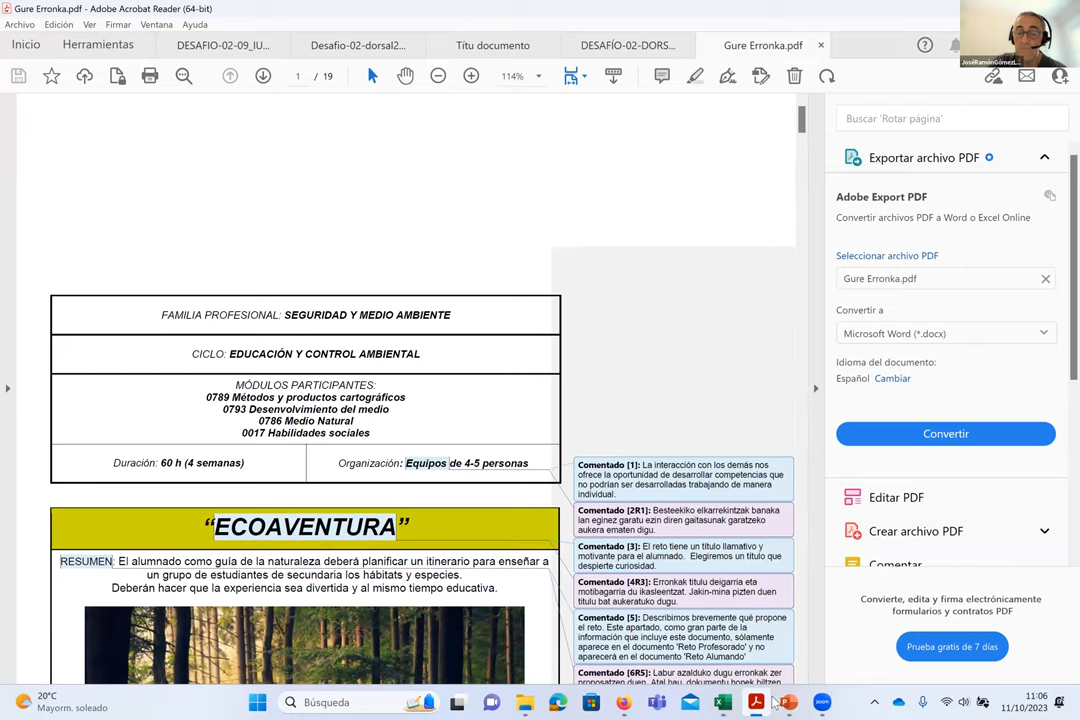 Gure Erronka.pdf - Adobe Acrobat Reader (64-bit)
Archivo Edición Ver Firmar Ventana Ayuda
Inicio Herramientas DESAFIO-02-09_IU... Desafio-02-dorsal2... Títu documento DESAFÍO-02-DORS... Gure Erronka.pdf ×
JoséRamónGómezL...
1 / 19 114%
Buscar 'Rotar página'
Exportar archivo PDF
Adobe Export PDF
Convertir archivos PDF a Word o Excel Online
Seleccionar archivo PDF
Gure Erronka.pdf
Convertir a
Microsoft Word (*.docx)
Idioma del documento:
Español Cambiar
Convertir
Editar PDF
Crear archivo PDF
Comentar
Convierte, edita y firma electrónicamente
formularios y contratos PDF
Prueba gratis de 7 días
FAMILIA PROFESIONAL: SEGURIDAD Y MEDIO AMBIENTE
CICLO: EDUCACIÓN Y CONTROL AMBIENTAL
MÓDULOS PARTICIPANTES:
0789 Métodos y productos cartográficos
0793 Desenvolvimiento del medio
0786 Medio Natural
0017 Habilidades sociales
Duración: 60 h (4 semanas) Organización: Equipos de 4-5 personas
“ECOAVENTURA”
RESUMEN: El alumnado como guía de la naturaleza deberá planificar un itinerario para enseñar a
un grupo de estudiantes de secundaria los hábitats y especies.
Deberán hacer que la experiencia sea divertida y al mismo tiempo educativa.
Comentado [1]: La interacción con los demás nos
ofrece la oportunidad de desarrollar competencias que
no podrían ser desarrolladas trabajando de manera
individual.
Comentado [2R1]: Besteekiko elkarrekintzak banaka
lan eginez garatu ezin diren gaitasunak garatzeko
aukera ematen digu.
Comentado [3]: El reto tiene un título llamativo y
motivante para el alumnado. Elegiremos un título que
despierte curiosidad.
Comentado [4R3]: Erronkak titulu deigarria eta
motibagarria du ikasleentzat. Jakin-mina pizten duen
titulu bat aukeratuko dugu.
Comentado [5]: Describimos brevemente qué propone
el reto. Este apartado, como gran parte de la
información que incluye este documento, sólamente
aparece en el documento 'Reto Profesorado' y no
aparecerá en el documento 'Reto Alumando'
Comentado [6R5]: Labur azalduko dugu erronkak zer
proposatzen duen. Atal hau, dokumentu honek biltzen
20°C
Mayorm. soleado
Búsqueda
11:06
11/10/2023